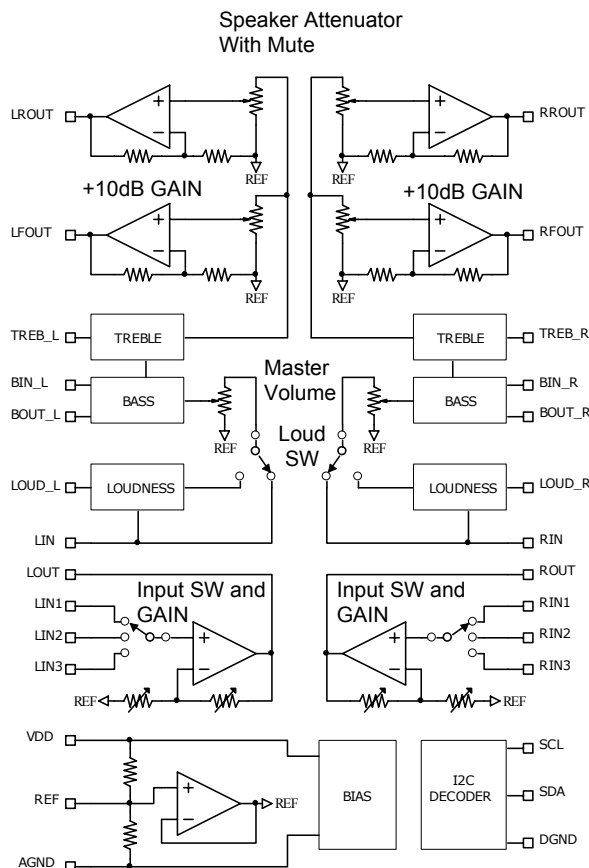 Speaker Attenuator
With Mute
LROUT
+
−
REF
+
−
REF
RROUT
+10dB GAIN
+10dB GAIN
LFOUT
+
−
REF
+
−
REF
RFOUT
TREB_L
TREBLE
TREBLE
TREB_R
BIN_L
BASS
BOUT_L
Master
Volume
BIN_R
BASS
BOUT_R
REF
Loud
SW
REF
LOUD_L
LOUDNESS
LOUDNESS
LOUD_R
LIN
RIN
LOUT
ROUT
Input SW and
GAIN
Input SW and
GAIN
LIN1
LIN2
LIN3
+
−
REF
+
−
REF
RIN1
RIN2
RIN3
VDD
REF
AGND
+
−
REF
BIAS
I2C
DECODER
SCL
SDA
DGND